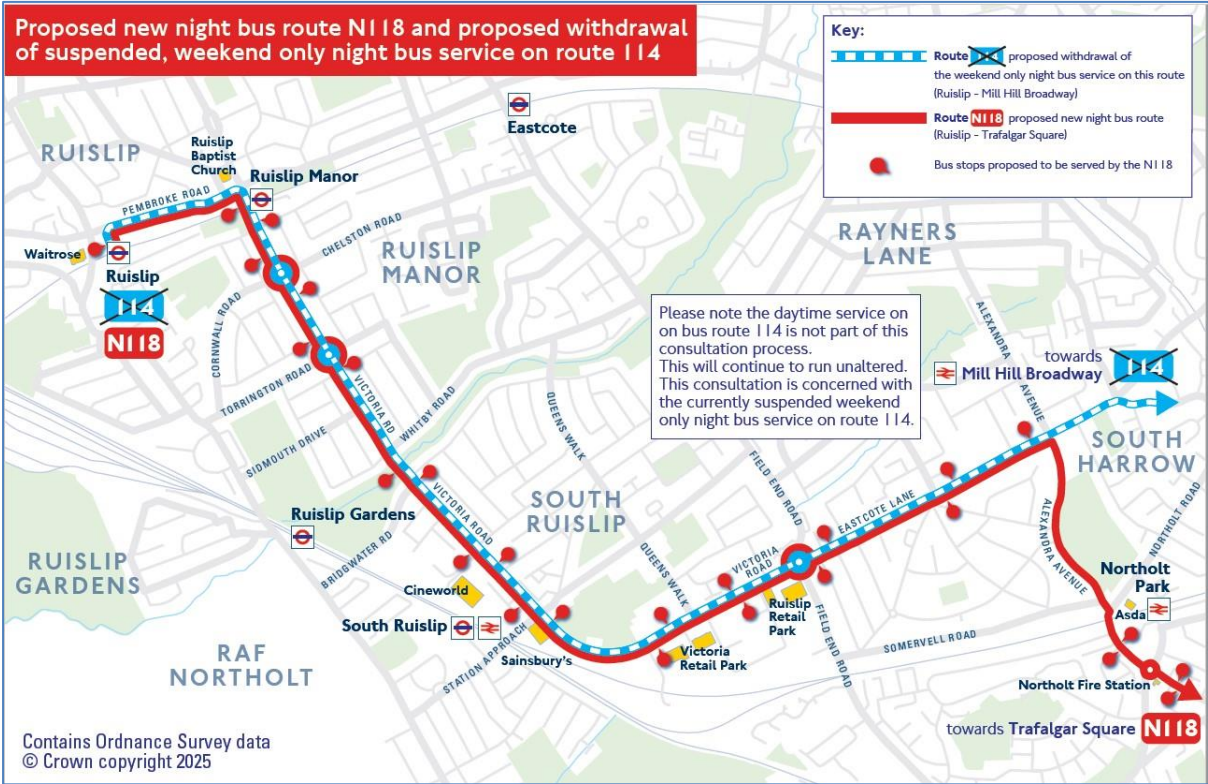 Proposed new night bus route N118 and proposed withdrawal
of suspended, weekend only night bus service on route 114
Key:
Route 114 proposed withdrawal of
the weekend only night bus service on this route
(Ruislip - Mill Hill Broadway)
Route N118 proposed new night bus route
(Ruislip - Trafalgar Square)
Bus stops proposed to be served by the N118
Eastcote
RUISLIP
Ruislip
Baptist
Church
Ruislip Manor
PEMBROKE ROAD
Waitrose
Ruislip
114
N118
CHELSTON ROAD
RUISLIP
MANOR
RAYNERS
LANE
CORNWALL ROAD
TORRINGTON ROAD
VICTORIA RD
WHITBY ROAD
SIDMOUTH DRIVE
QUEENS WALK
Please note the daytime service on
on bus route 114 is not part of this
consultation process.
This will continue to run unaltered.
This consultation is concerned with
the currently suspended weekend
only night bus service on route 114.
ALEXANDRA AVENUE
towards
Mill Hill Broadway
114
SOUTH
HARROW
VICTORIA ROAD
SOUTH
RUISLIP
FIELD END ROAD
EASTCOTE LANE
NORTHOLT ROAD
Ruislip Gardens
RUISLIP
GARDENS
BRIDGWATER RD
Cineworld
South Ruislip
STATION APPROACH
Sainsbury's
QUEENS WALK
VICTORIA
ROAD
Ruislip
Retail
Park
Victoria
Retail Park
FIELD END ROAD
ALEXANDRA AVENUE
Northolt
Park
Asda
SOMERVELL ROAD
RAF
NORTHOLT
Northolt Fire Station
towards Trafalgar Square N118
Contains Ordnance Survey data
© Crown copyright 2025